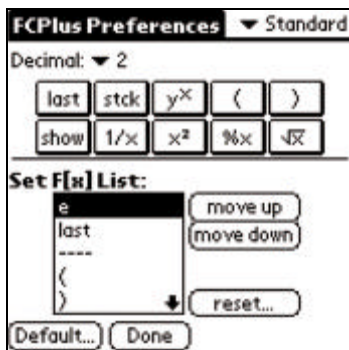 FCPlus Preferences ▼ Standard
Decimal: ▼ 2
last stck yˣ ( )
show 1/x x² %x √x
Set F[x] List:
e
last
----
(
)
move up
move down
reset...
Default... Done